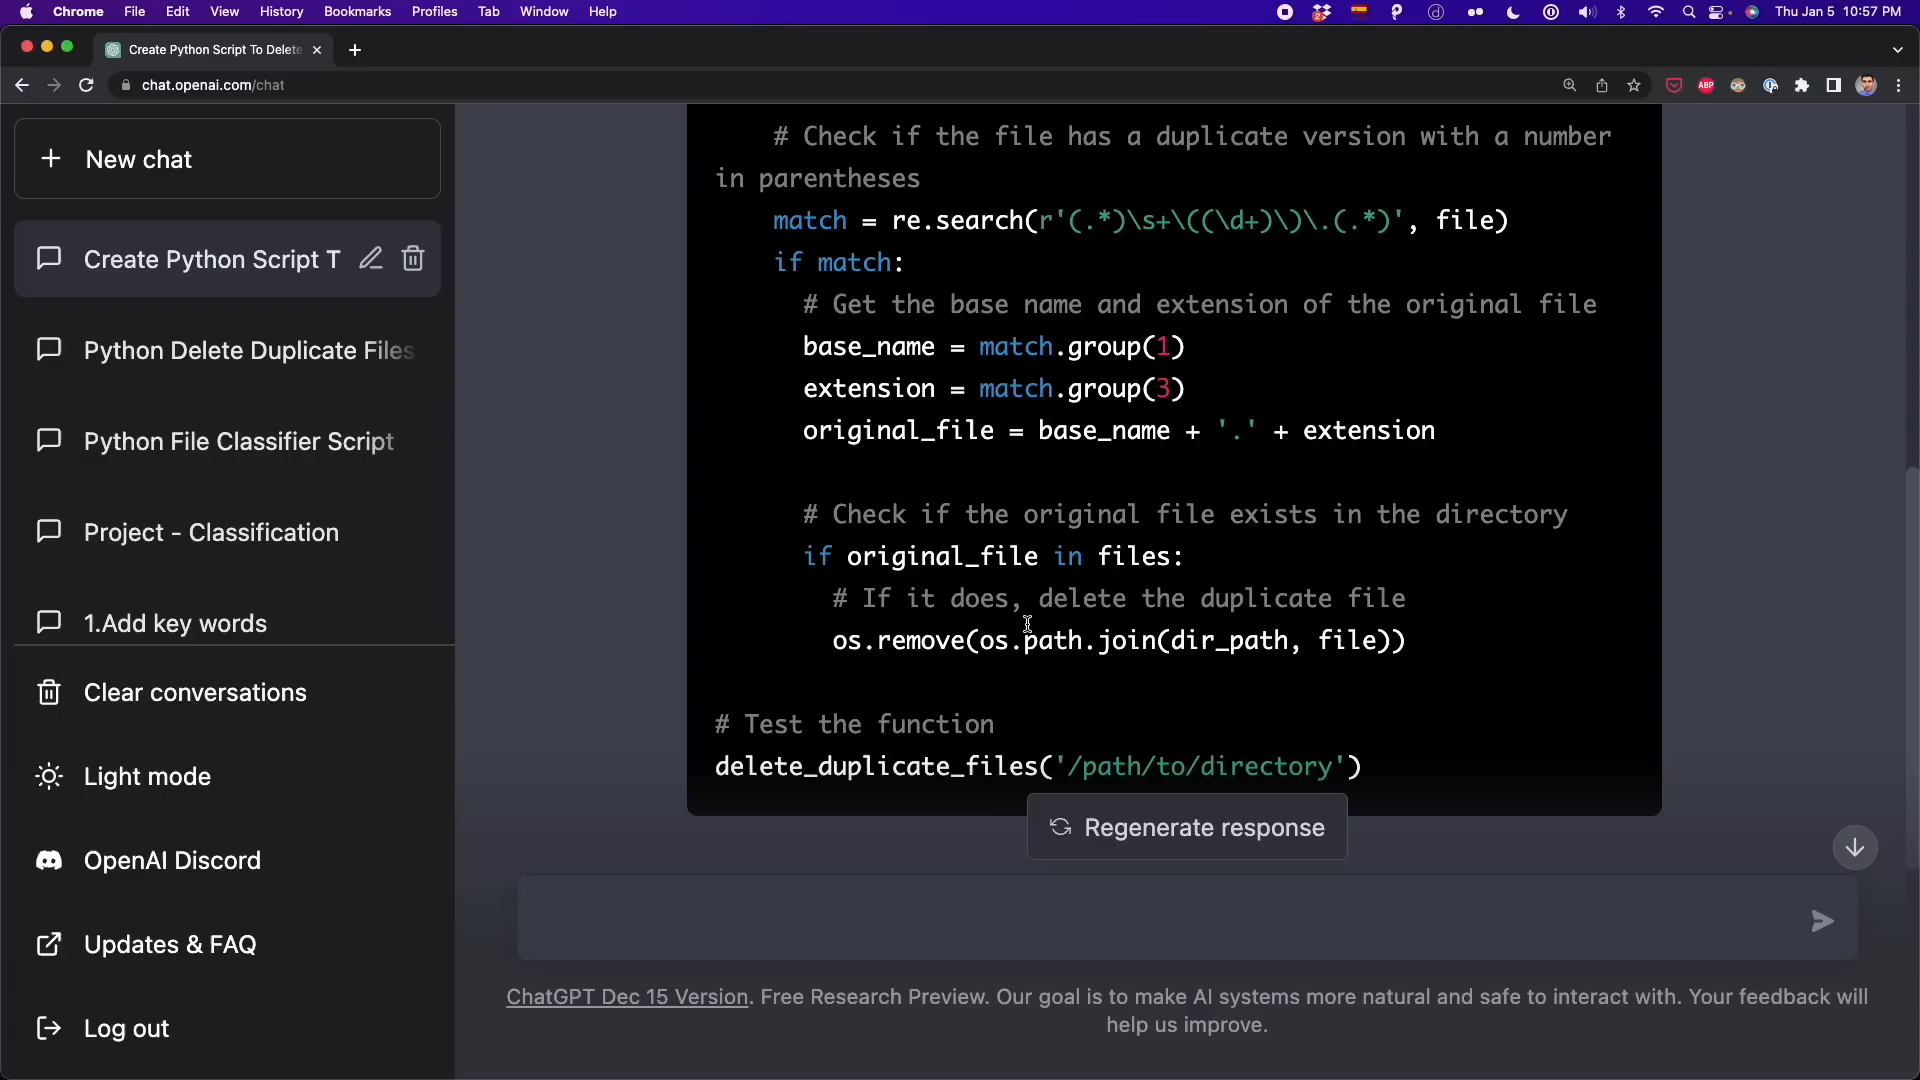 Chrome File Edit View History Bookmarks Profiles Tab Window Help
Thu Jan 5 10:57 PM
Create Python Script To Delete
chat.openai.com/chat
ABP
New chat
Create Python Script T
Python Delete Duplicate Files
Python File Classifier Script
Project - Classification
1.Add key words
Clear conversations
Light mode
OpenAI Discord
Updates & FAQ
Log out
# Check if the file has a duplicate version with a number
in parentheses
match = re.search(r'(.*)\s+\((\d+)\)\.(.*)', file)
if match:
# Get the base name and extension of the original file
base_name = match.group(1)
extension = match.group(3)
original_file = base_name + '.' + extension
# Check if the original file exists in the directory
if original_file in files:
# If it does, delete the duplicate file
os.remove(os.path.join(dir_path, file))
# Test the function
delete_duplicate_files('/path/to/directory')
Regenerate response
ChatGPT Dec 15 Version. Free Research Preview. Our goal is to make AI systems more natural and safe to interact with. Your feedback will
help us improve.